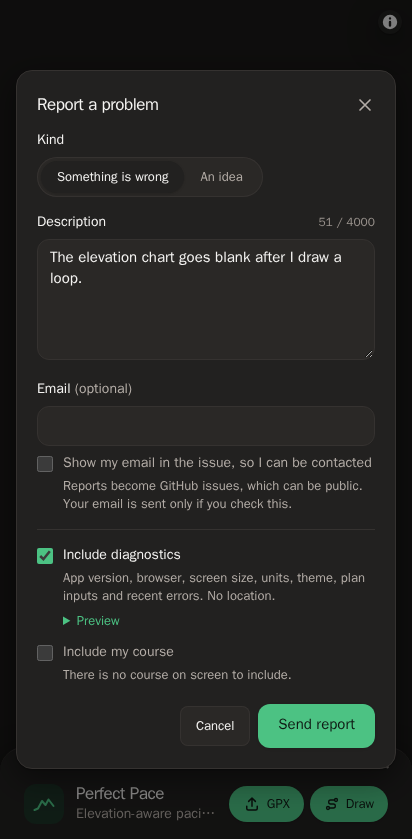 Report a problem
Kind
Something is wrong
An idea
Description
51 / 4000
The elevation chart goes blank after I draw a
loop.
Email (optional)
Show my email in the issue, so I can be contacted
Reports become GitHub issues, which can be public.
Your email is sent only if you check this.
Include diagnostics
App version, browser, screen size, units, theme, plan
inputs and recent errors. No location.
Preview
Include my course
There is no course on screen to include.
Cancel
Send report
Perfect Pace
Elevation-aware paci···
GPX
Draw